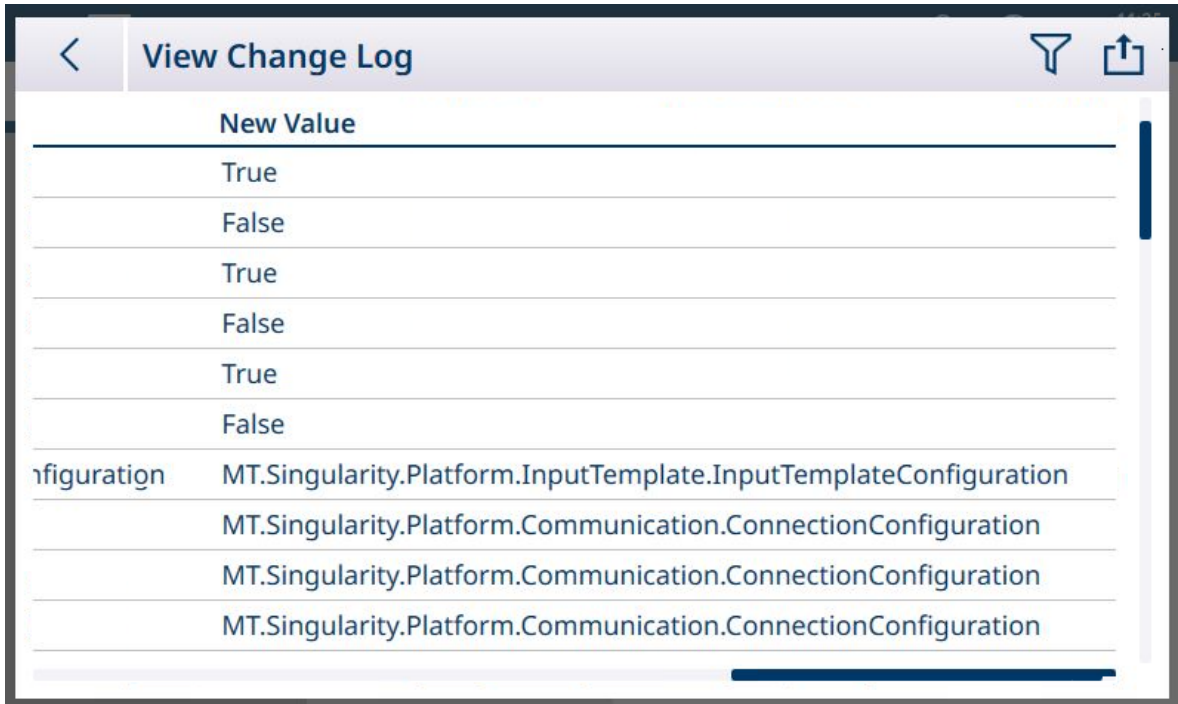 View Change Log
New Value
True
False
True
False
True
False
nfiguration MT.Singularity.Platform.InputTemplate.InputTemplateConfiguration
MT.Singularity.Platform.Communication.ConnectionConfiguration
MT.Singularity.Platform.Communication.ConnectionConfiguration
MT.Singularity.Platform.Communication.ConnectionConfiguration